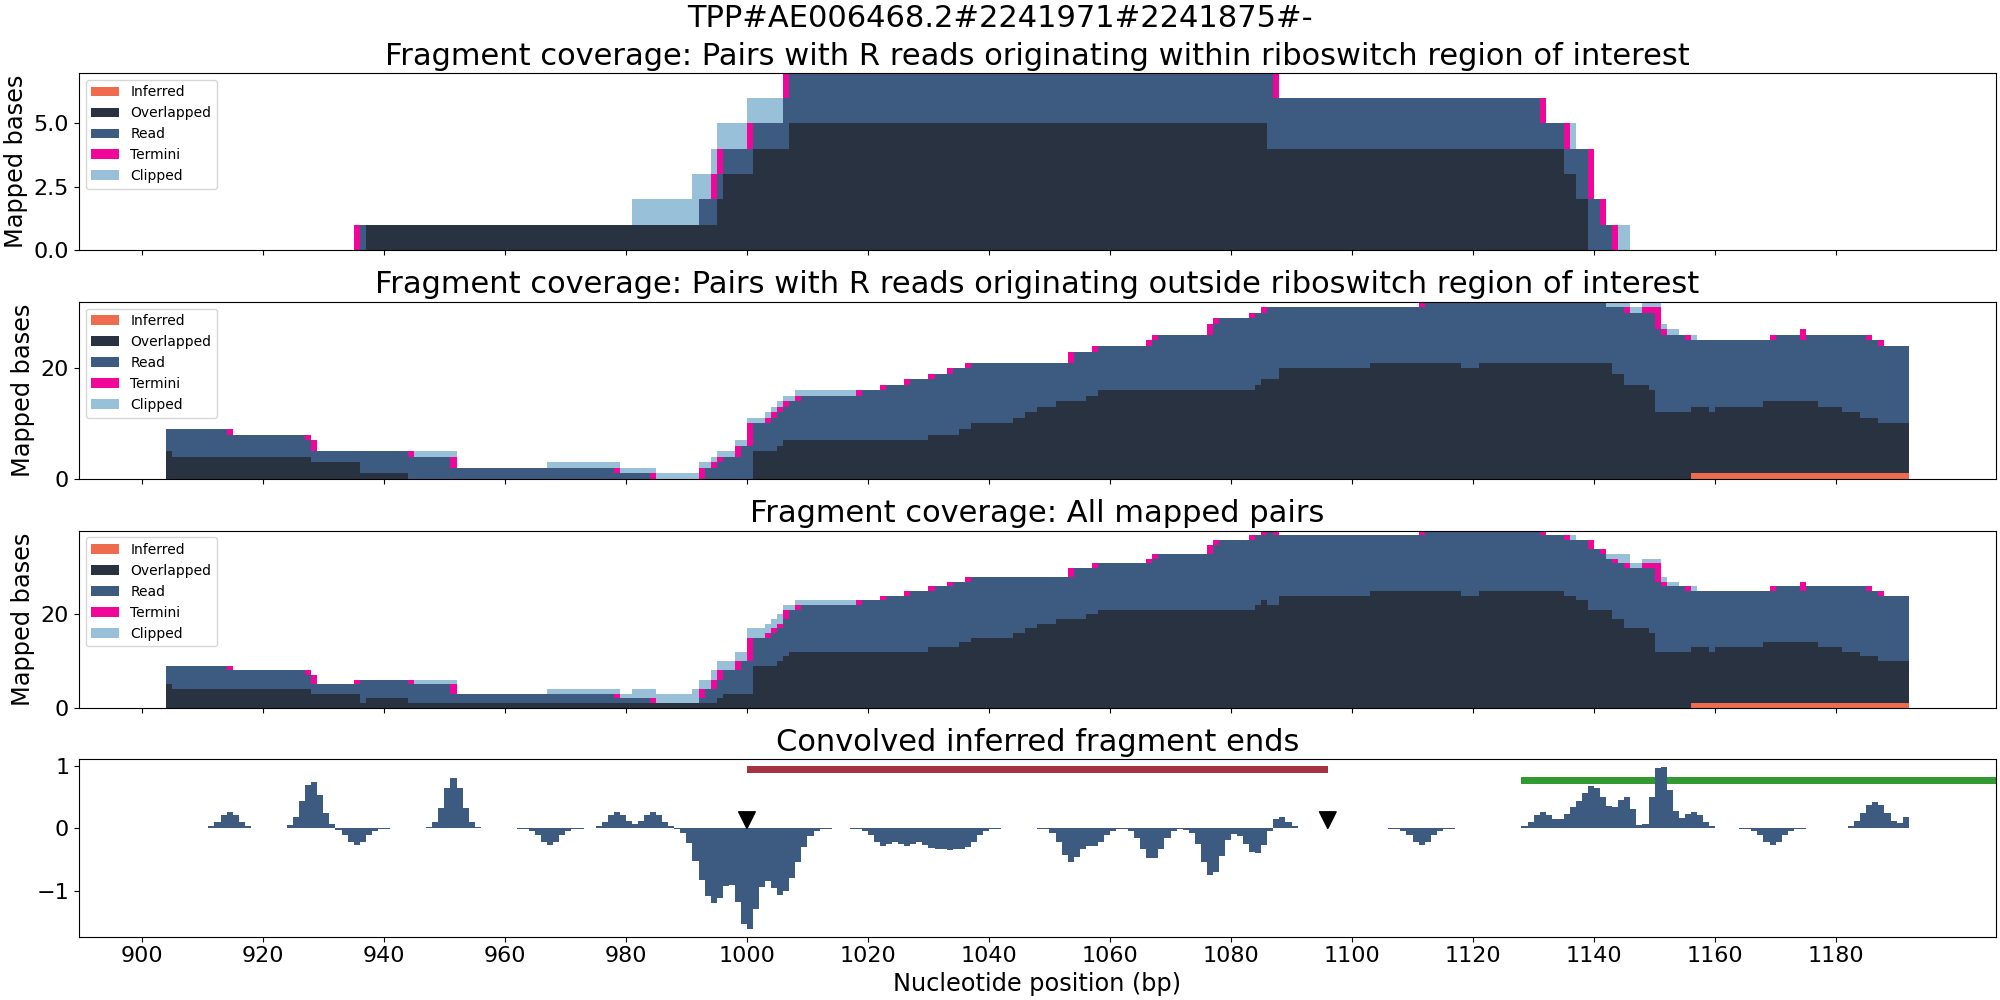 TPP#AE006468.2#2241971#2241875#-
Fragment coverage: Pairs with R reads originating within riboswitch region of interest
Mapped bases
5.0
2.5
0.0
Inferred
Overlapped
Read
Termini
Clipped
Fragment coverage: Pairs with R reads originating outside riboswitch region of interest
Mapped bases
20
0
Inferred
Overlapped
Read
Termini
Clipped
Fragment coverage: All mapped pairs
Mapped bases
20
0
Inferred
Overlapped
Read
Termini
Clipped
Convolved inferred fragment ends
1
0
−1
900 920 940 960 980 1000 1020 1040 1060 1080 1100 1120 1140 1160 1180
Nucleotide position (bp)